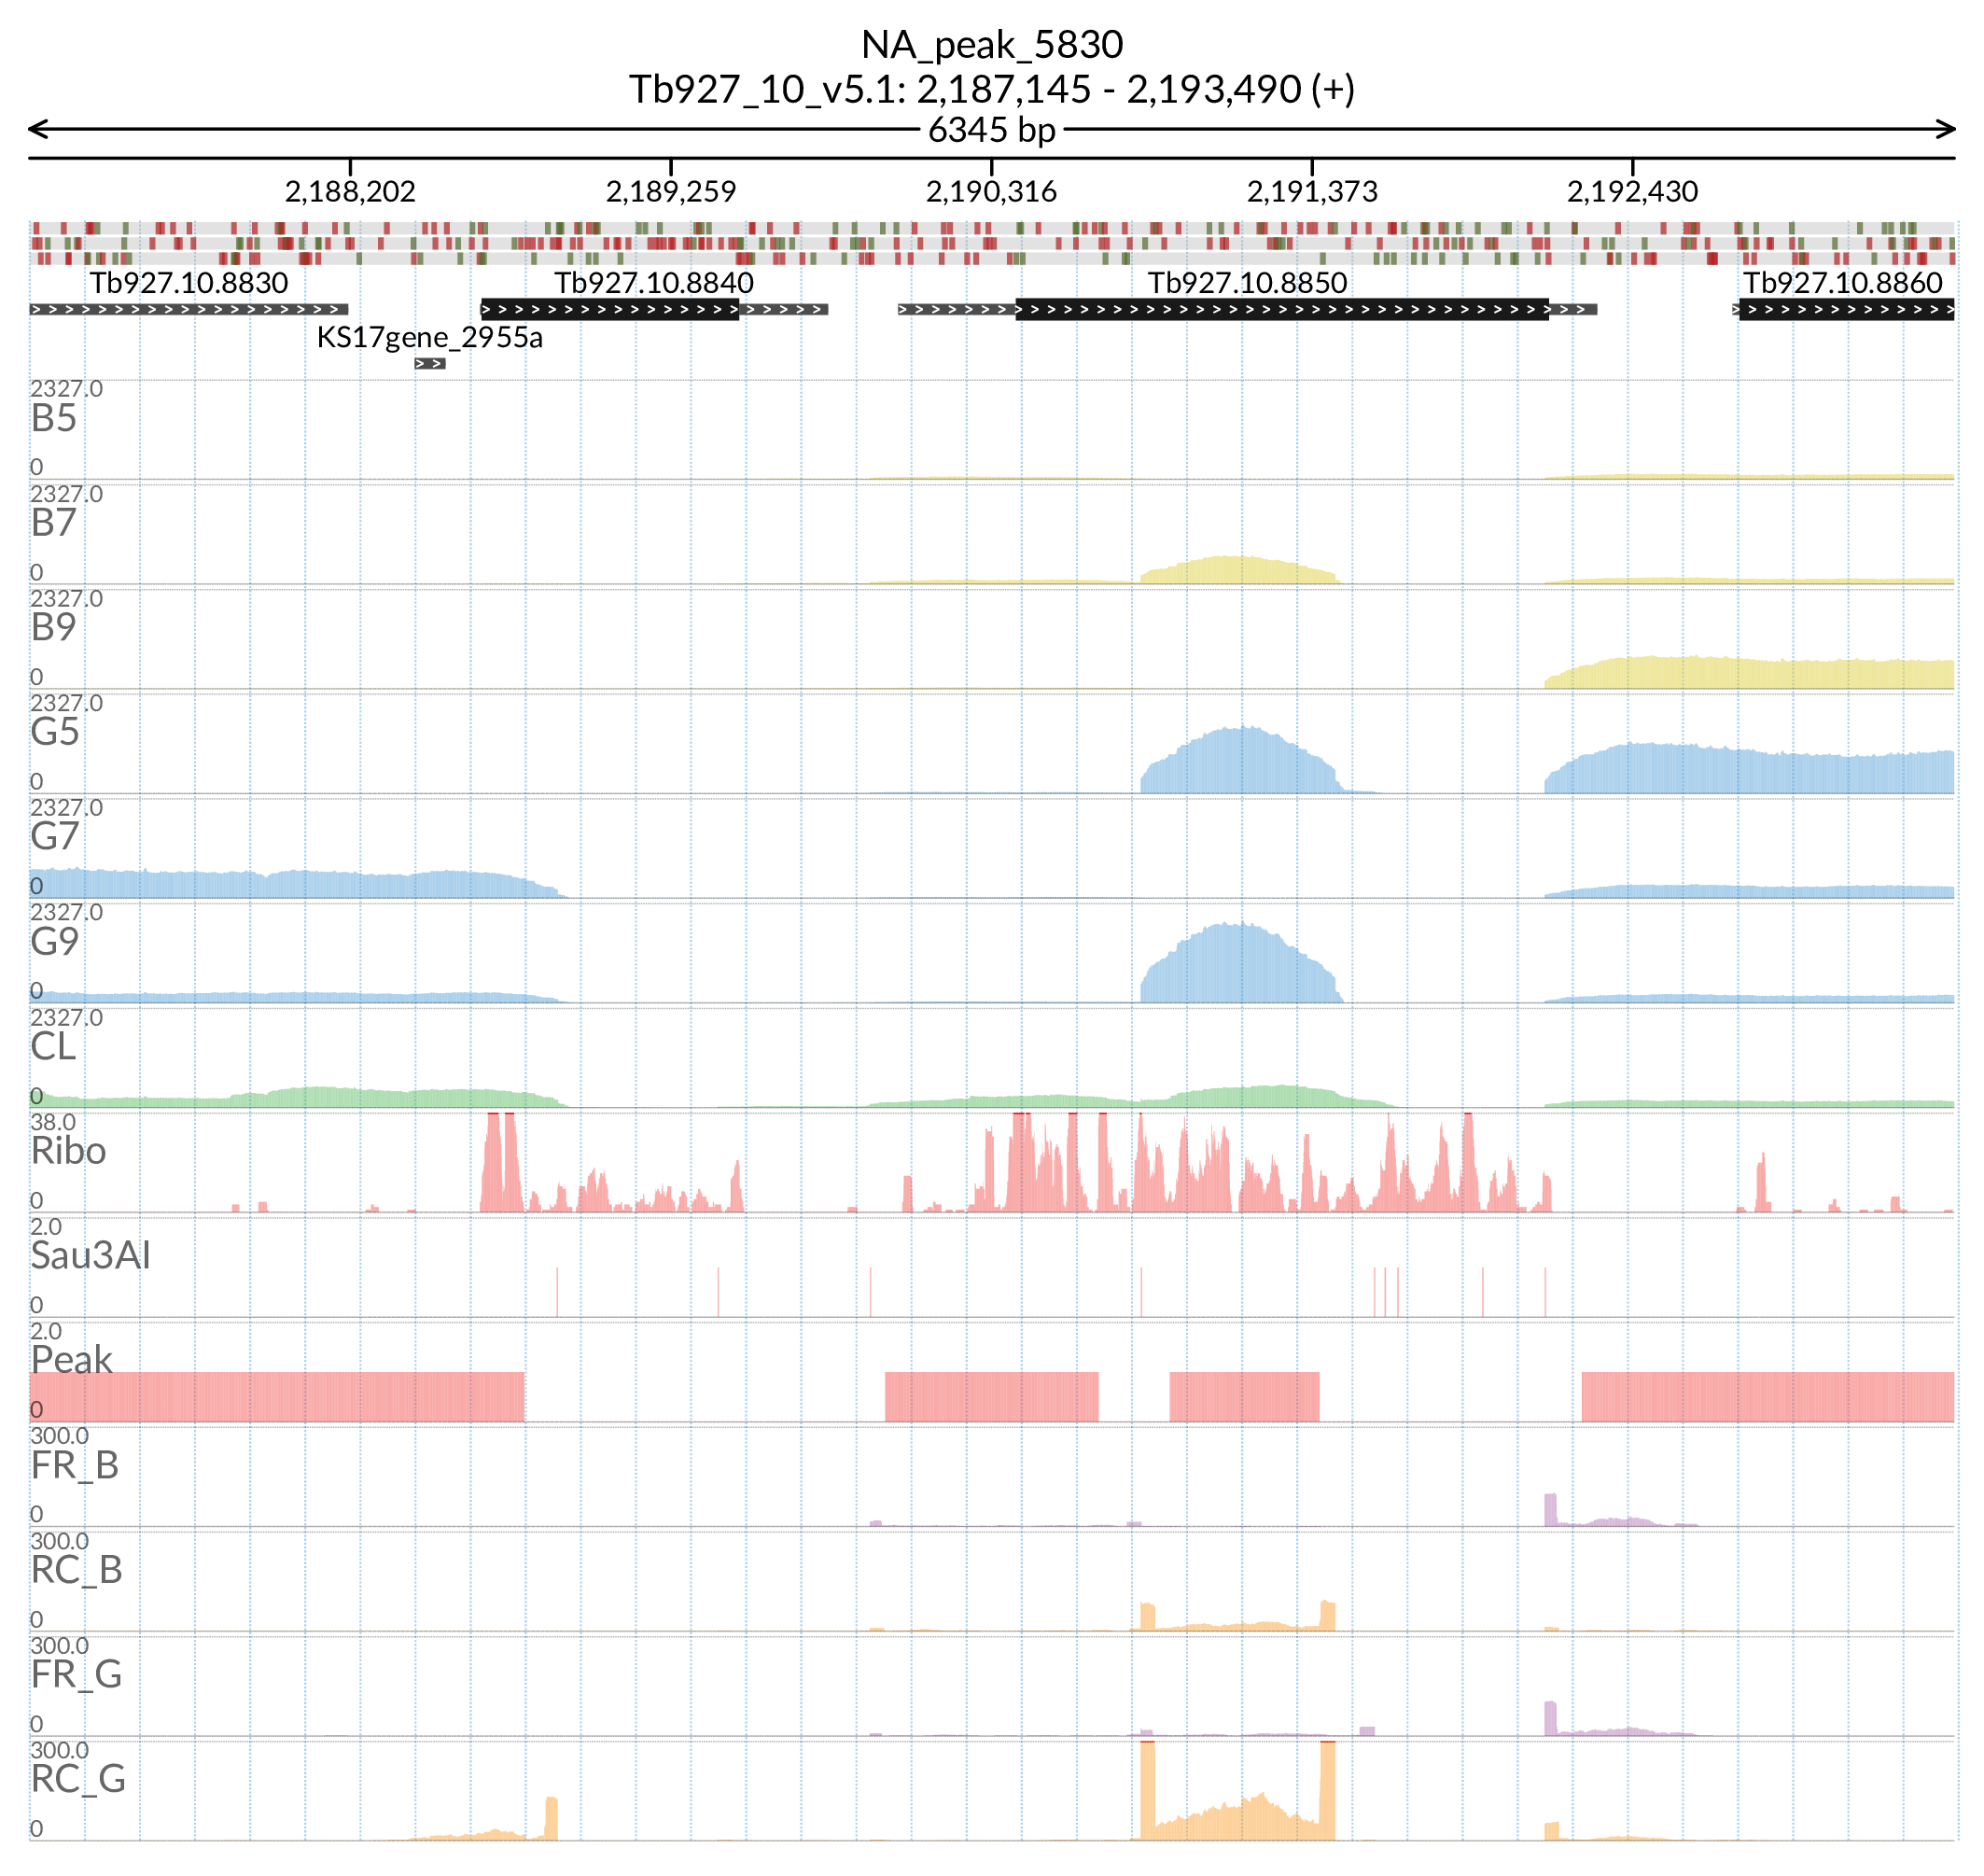 NA_peak_5830
Tb927_10_v5.1: 2,187,145 - 2,193,490 (+)
6345 bp
2,188,202 2,189,259 2,190,316 2,191,373 2,192,430
Tb927.10.8830 Tb927.10.8840 Tb927.10.8850 Tb927.10.8860
KS17gene_2955a
2327.0
B5
0
2327.0
B7
0
2327.0
B9
0
2327.0
G5
0
2327.0
G7
0
2327.0
G9
0
2327.0
CL
0
38.0
Ribo
0
2.0
Sau3AI
0
2.0
Peak
0
300.0
FR_B
0
300.0
RC_B
0
300.0
FR_G
0
300.0
RC_G
0